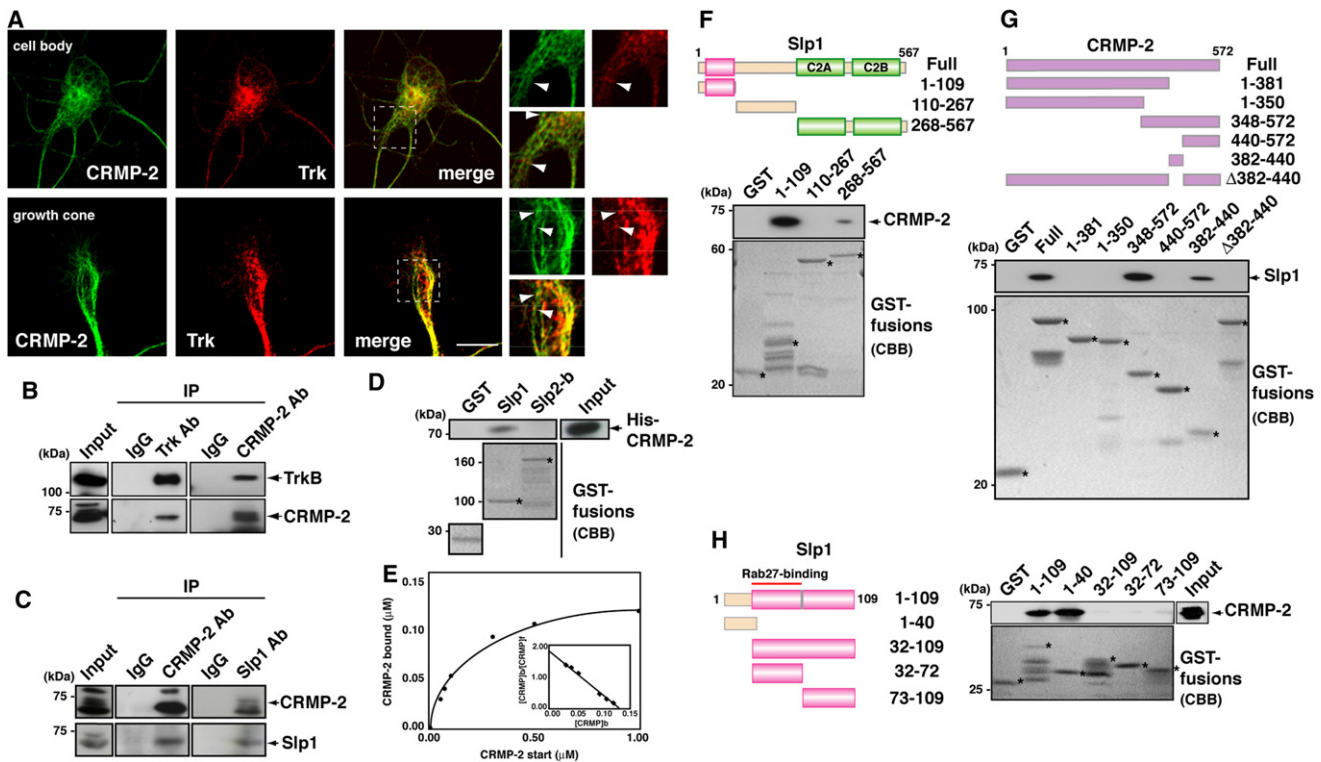 A
cell body
CRMP-2
Trk
merge
growth cone
CRMP-2
Trk
merge
B
IP
Input
IgG
Trk Ab
IgG
CRMP-2 Ab
(kDa)
100
75
TrkB
CRMP-2
C
IP
Input
IgG
CRMP-2 Ab
IgG
Slp1 Ab
(kDa)
75
75
CRMP-2
Slp1
D
GST
Slp1
Slp2-b
Input
(kDa)
70
His-
CRMP-2
160
*
100
*
30
GST-
fusions
(CBB)
E
CRMP-2 bound (µM)
0.15
0.10
0.05
0.00
0.00
0.50
1.00
CRMP-2 start (µM)
[CRMP]b/[CRMP]f
2.00
1.00
0.00
0.00
0.05
0.10
0.15
[CRMP]b
F
Slp1
1
567
C2A
C2B
Full
1-109
110-267
268-567
(kDa)
GST
1-109
110-267
268-567
75
CRMP-2
60
20
* * * *
GST-
fusions
(CBB)
G
CRMP-2
1
572
Full
1-381
1-350
348-572
440-572
382-440
Δ382-440
(kDa)
GST
Full
1-381
1-350
348-572
440-572
382-440
Δ382-440
75
Slp1
100
20
* * * * * * * *
GST-
fusions
(CBB)
H
Slp1
Rab27-binding
1
109
1-109
1-40
32-109
32-72
73-109
(kDa)
GST
1-109
1-40
32-109
32-72
73-109
Input
75
CRMP-2
25
* * * * * * *
GST-
fusions
(CBB)